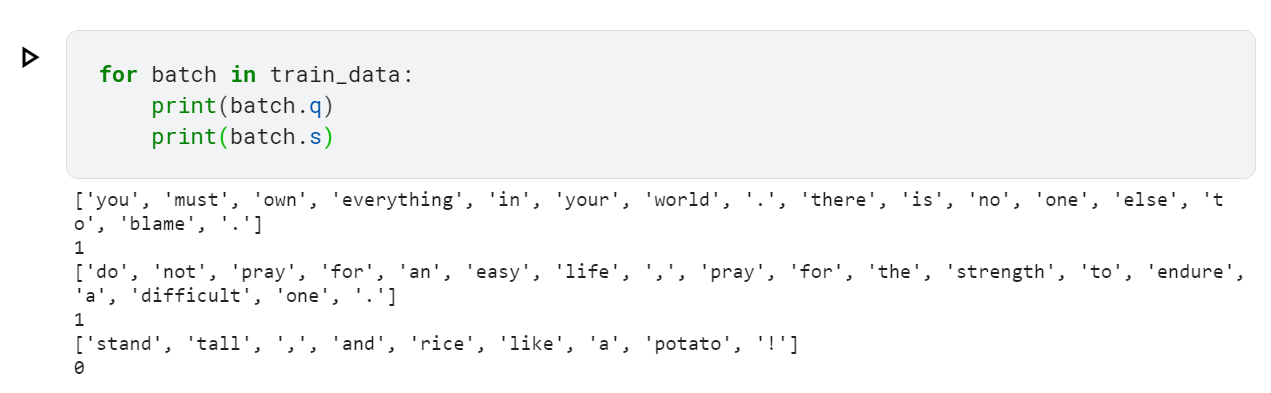 for batch in train_data:
    print(batch.q)
    print(batch.s)
['you', 'must', 'own', 'everything', 'in', 'your', 'world', '.', 'there', 'is', 'no', 'one', 'else', 't
o', 'blame', '.']
1
['do', 'not', 'pray', 'for', 'an', 'easy', 'life', ',', 'pray', 'for', 'the', 'strength', 'to', 'endure',
'a', 'difficult', 'one', '.']
1
['stand', 'tall', ',', 'and', 'rice', 'like', 'a', 'potato', '!']
0